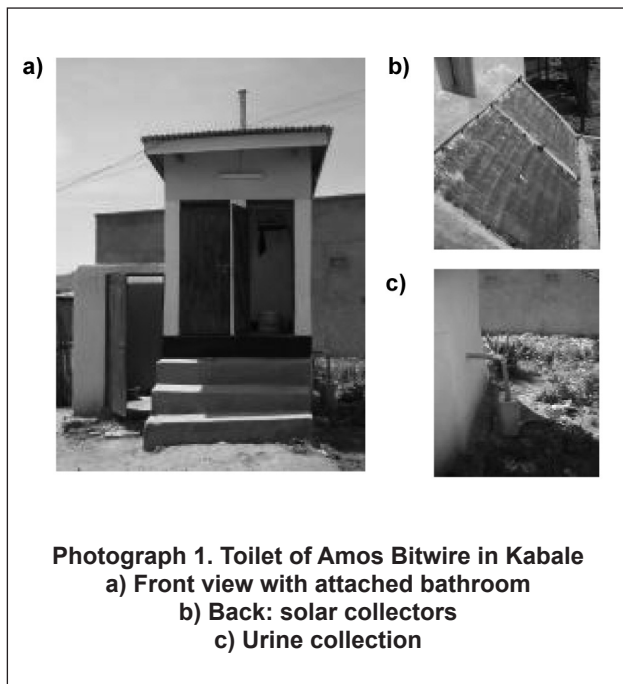 a)
b)
c)
Photograph 1. Toilet of Amos Bitwire in Kabale
a) Front view with attached bathroom
b) Back: solar collectors
c) Urine collection